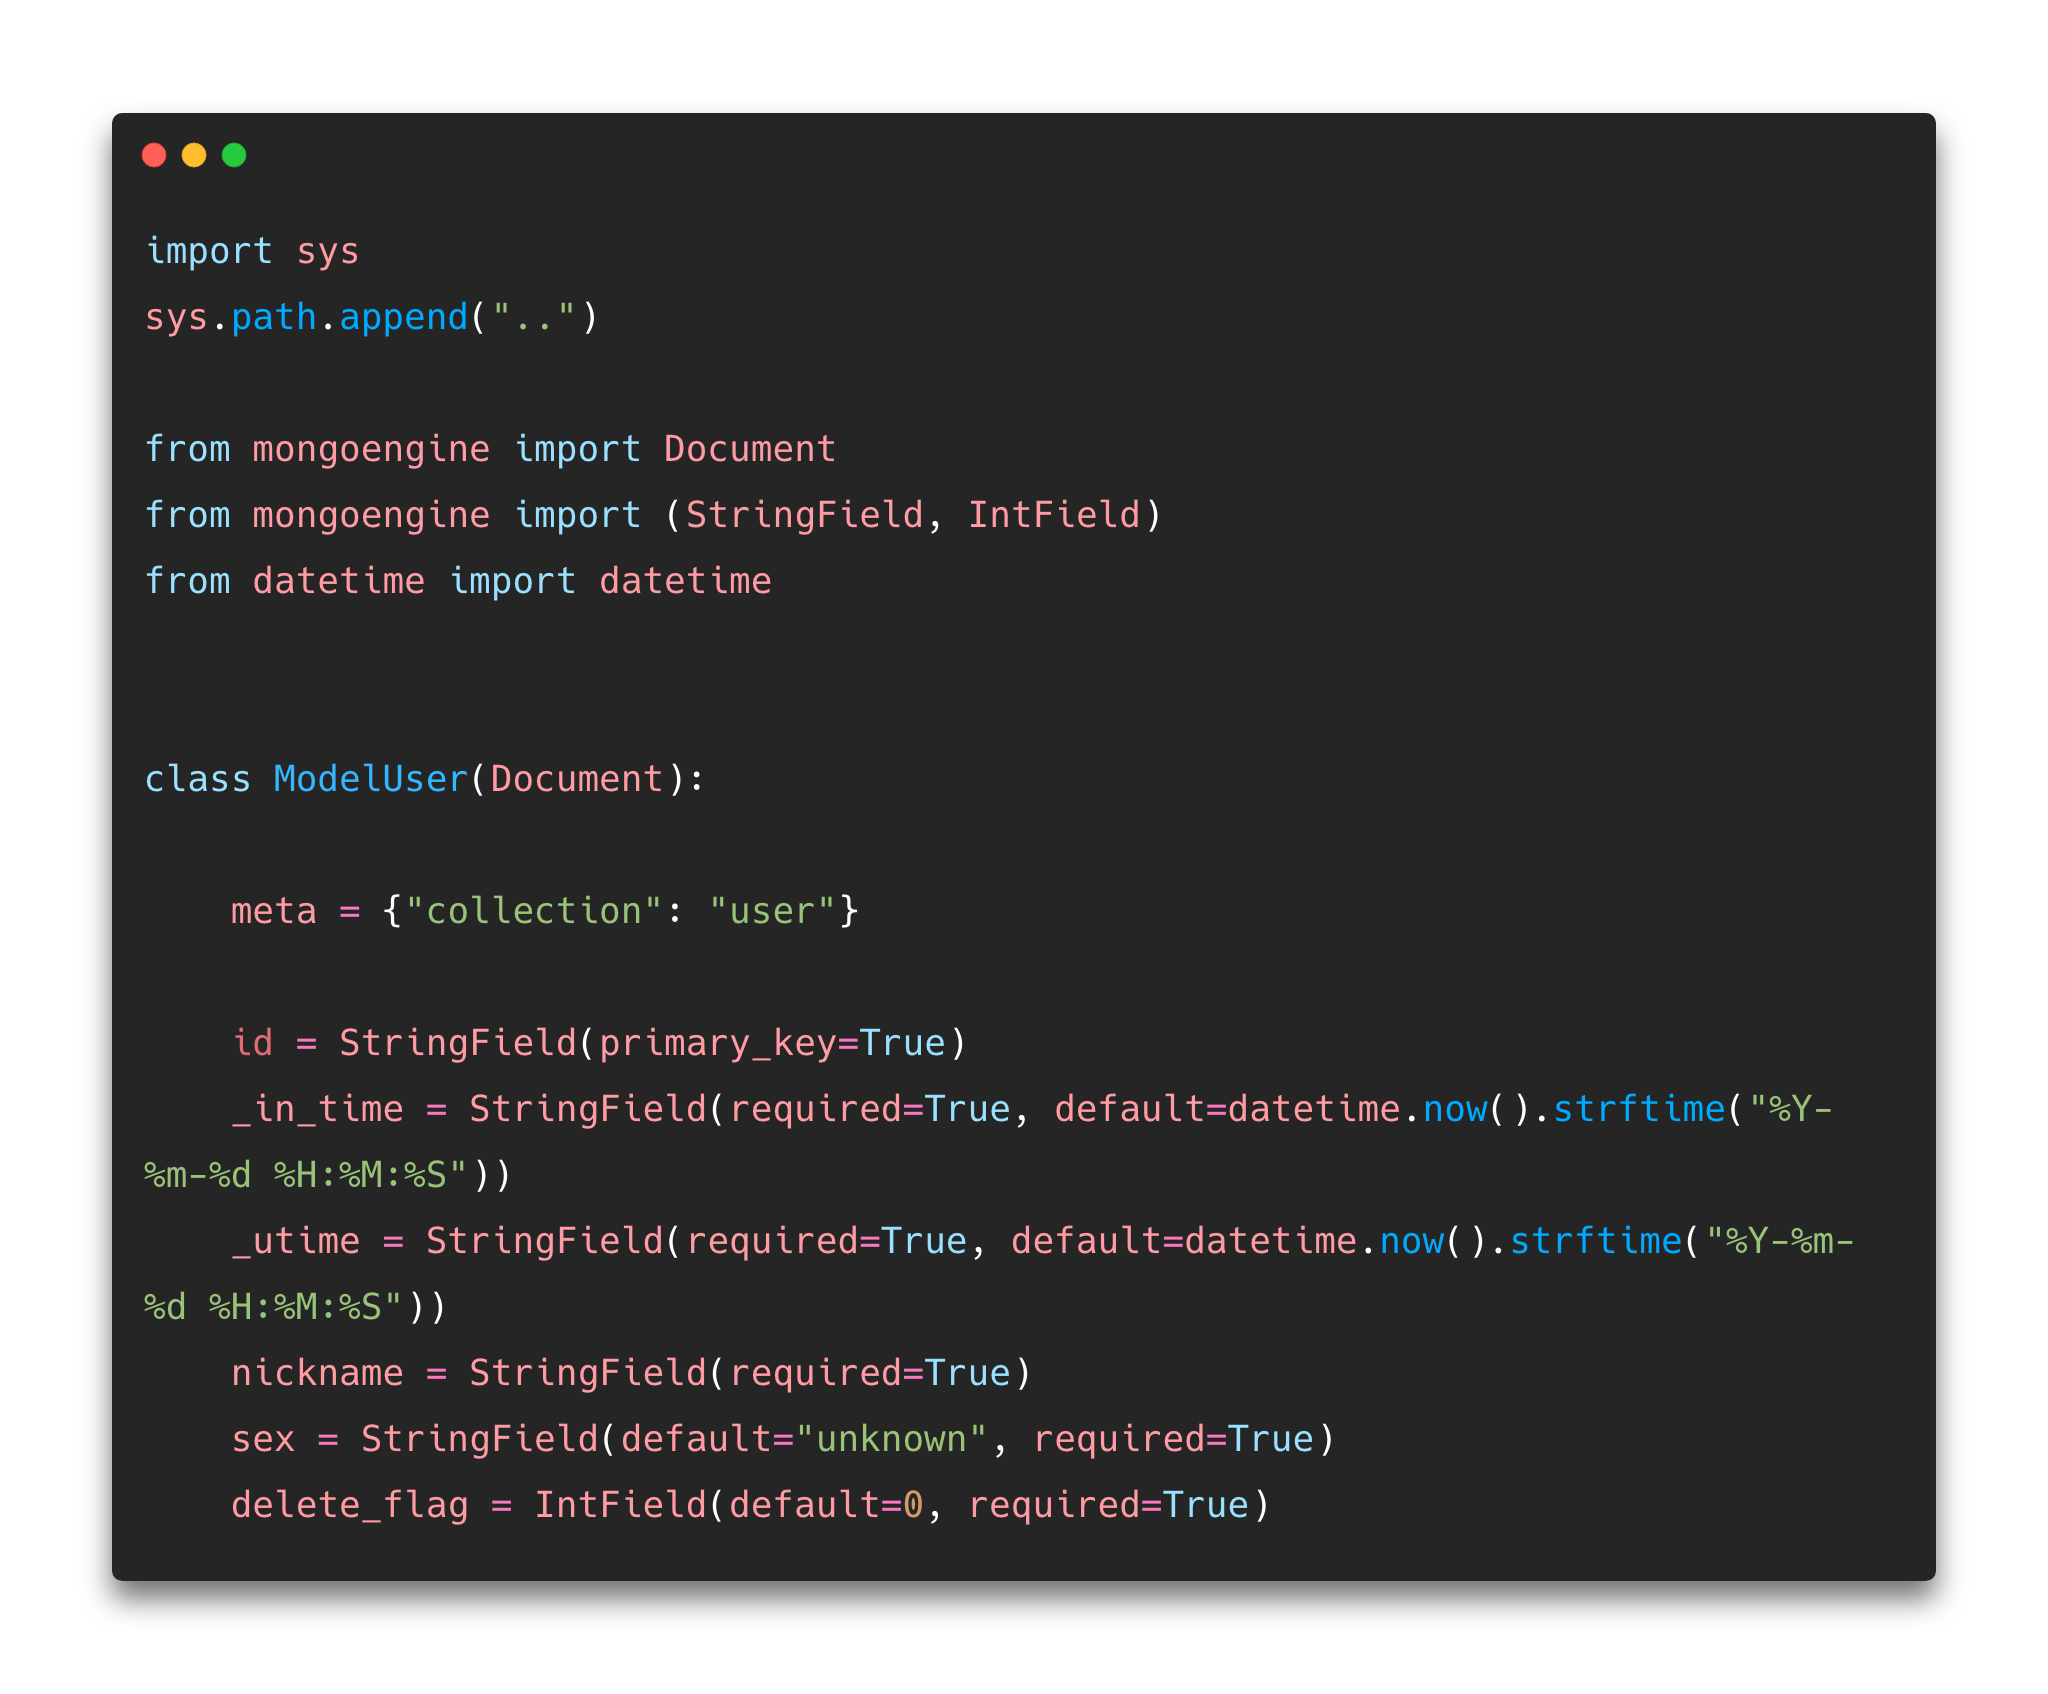 import sys
sys.path.append("..")

from mongoengine import Document
from mongoengine import (StringField, IntField)
from datetime import datetime


class ModelUser(Document):

    meta = {"collection": "user"}

    id = StringField(primary_key=True)
    _in_time = StringField(required=True, default=datetime.now().strftime("%Y-
%m-%d %H:%M:%S"))
    _utime = StringField(required=True, default=datetime.now().strftime("%Y-%m-
%d %H:%M:%S"))
    nickname = StringField(required=True)
    sex = StringField(default="unknown", required=True)
    delete_flag = IntField(default=0, required=True)